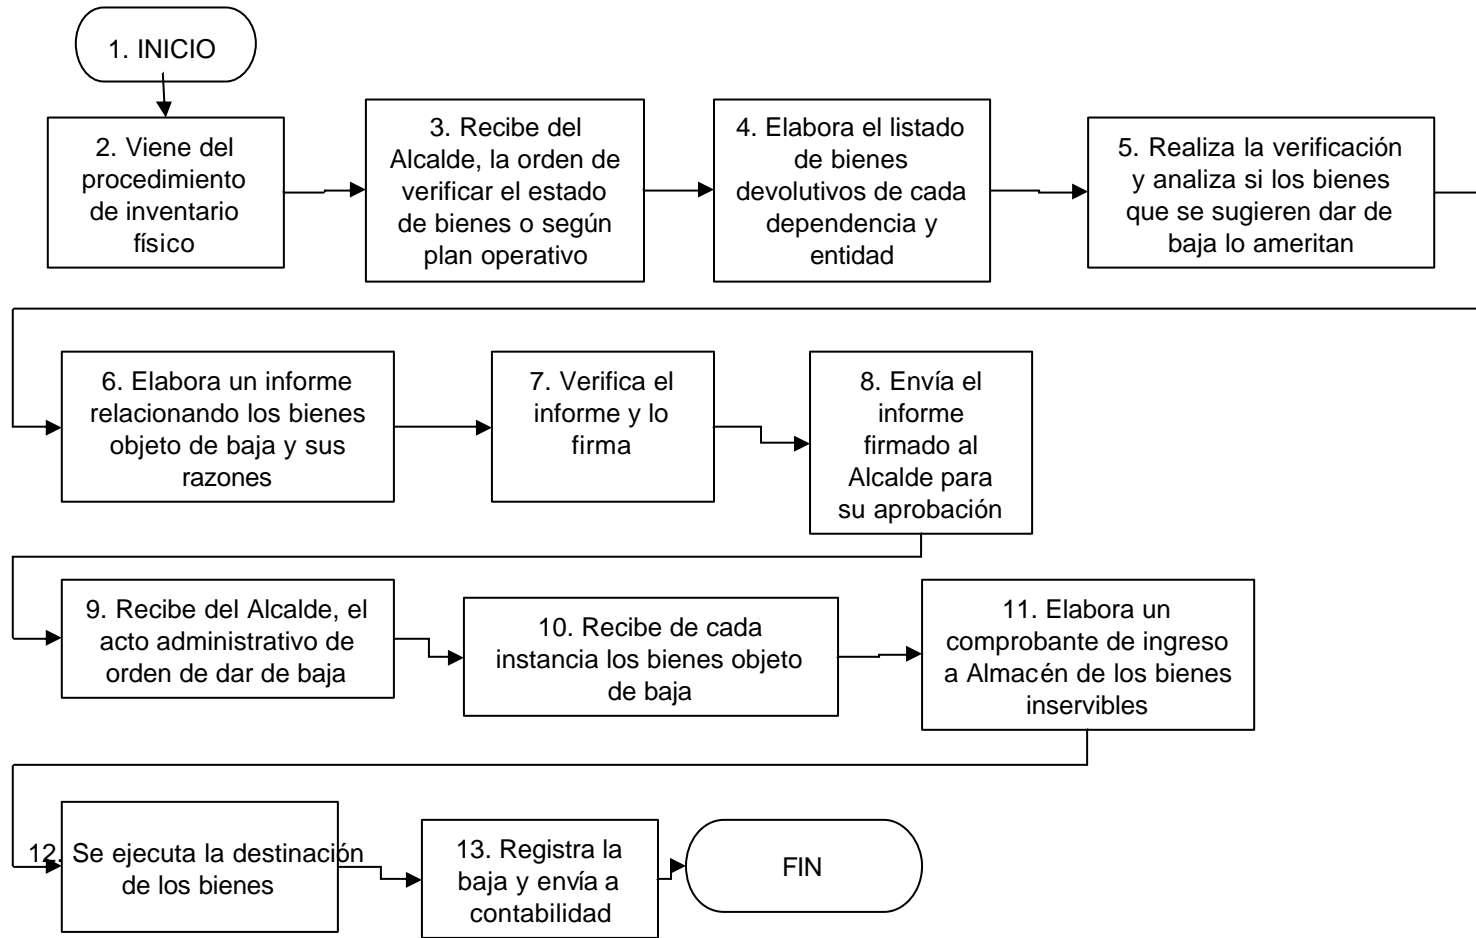 1. INICIO
2. Viene del
procedimiento
de inventario
físico
3. Recibe del
Alcalde, la orden de
verificar el estado
de bienes o según
plan operativo
4. Elabora el listado
de bienes
devolutivos de cada
dependencia y
entidad
5. Realiza la verificación
y analiza si los bienes
que se sugieren dar de
baja lo ameritan
6. Elabora un informe
relacionando los bienes
objeto de baja y sus
razones
7. Verifica el
informe y lo
firma
8. Envía el
informe
firmado al
Alcalde para
su aprobación
9. Recibe del Alcalde, el
acto administrativo de
orden de dar de baja
10. Recibe de cada
instancia los bienes objeto
de baja
11. Elabora un
comprobante de ingreso
a Almacén de los bienes
inservibles
12. Se ejecuta la destinación
de los bienes
13. Registra la
baja y envía a
contabilidad
FIN